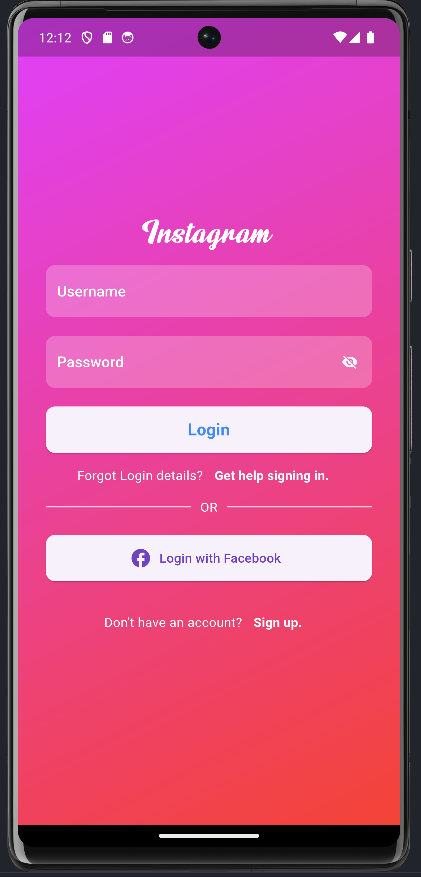 12:12
Instagram
Username
Password
Login
Forgot Login details? Get help signing in.
OR
Login with Facebook
Don't have an account? Sign up.